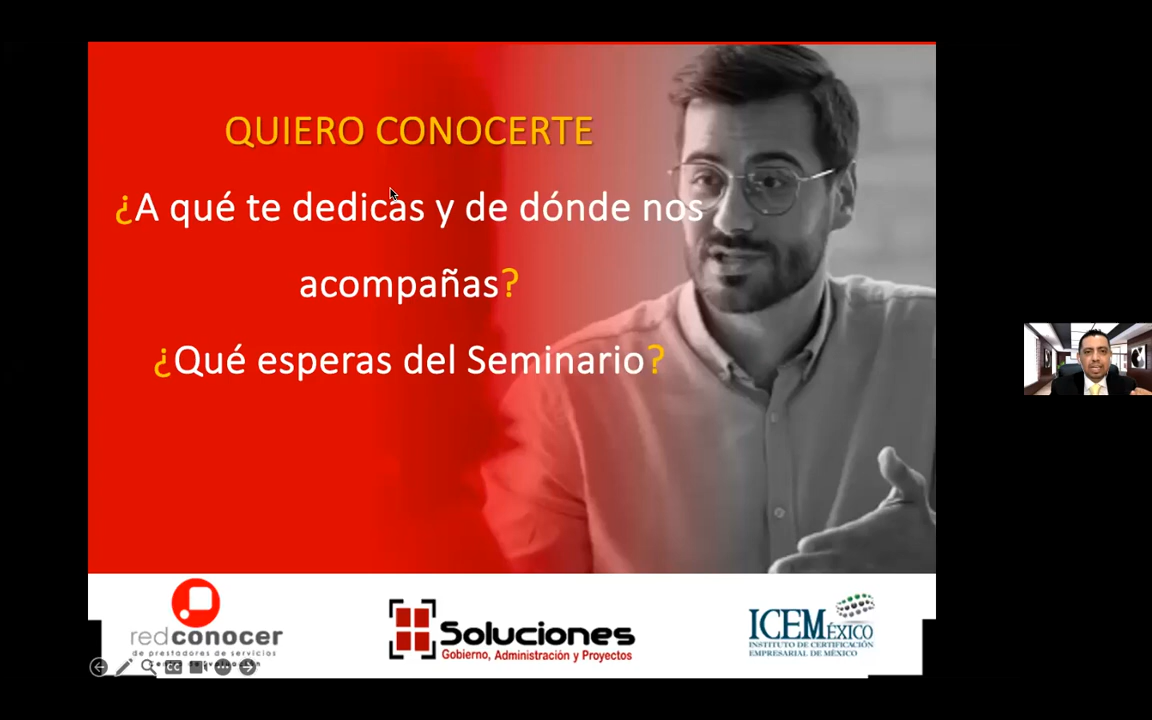 QUIERO CONOCERTE
¿A qué te dedicas y de dónde nos
acompañas?
¿Qué esperas del Seminario?
redconocer
de prestadores de servicios
Soluciones
Gobierno, Administración y Proyectos
ICEMÉXICO
INSTITUTO DE CERTIFICACIÓN
EMPRESARIAL DE MÉXICO
CC